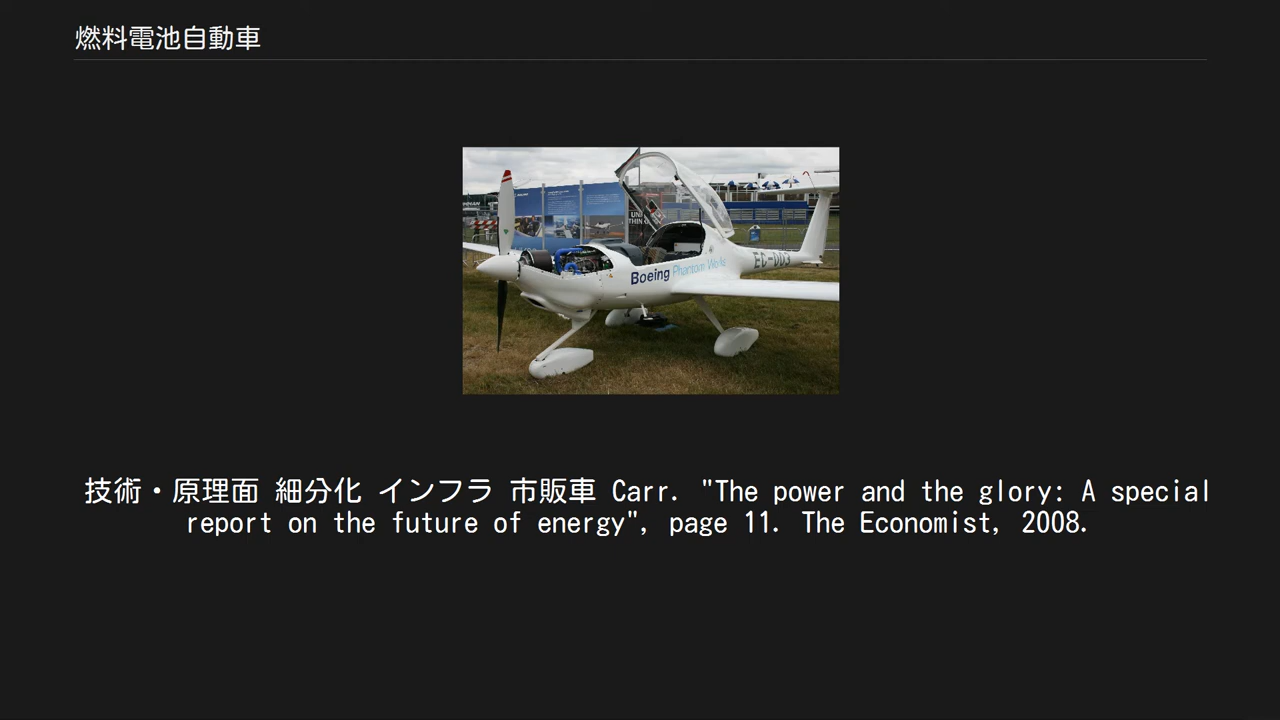 燃料電池自動車
UNI
THIN
Boeing Phantom Works
EC-003
技術・原理面 細分化 インフラ 市販車 Carr. "The power and the glory: A special
report on the future of energy", page 11. The Economist, 2008.